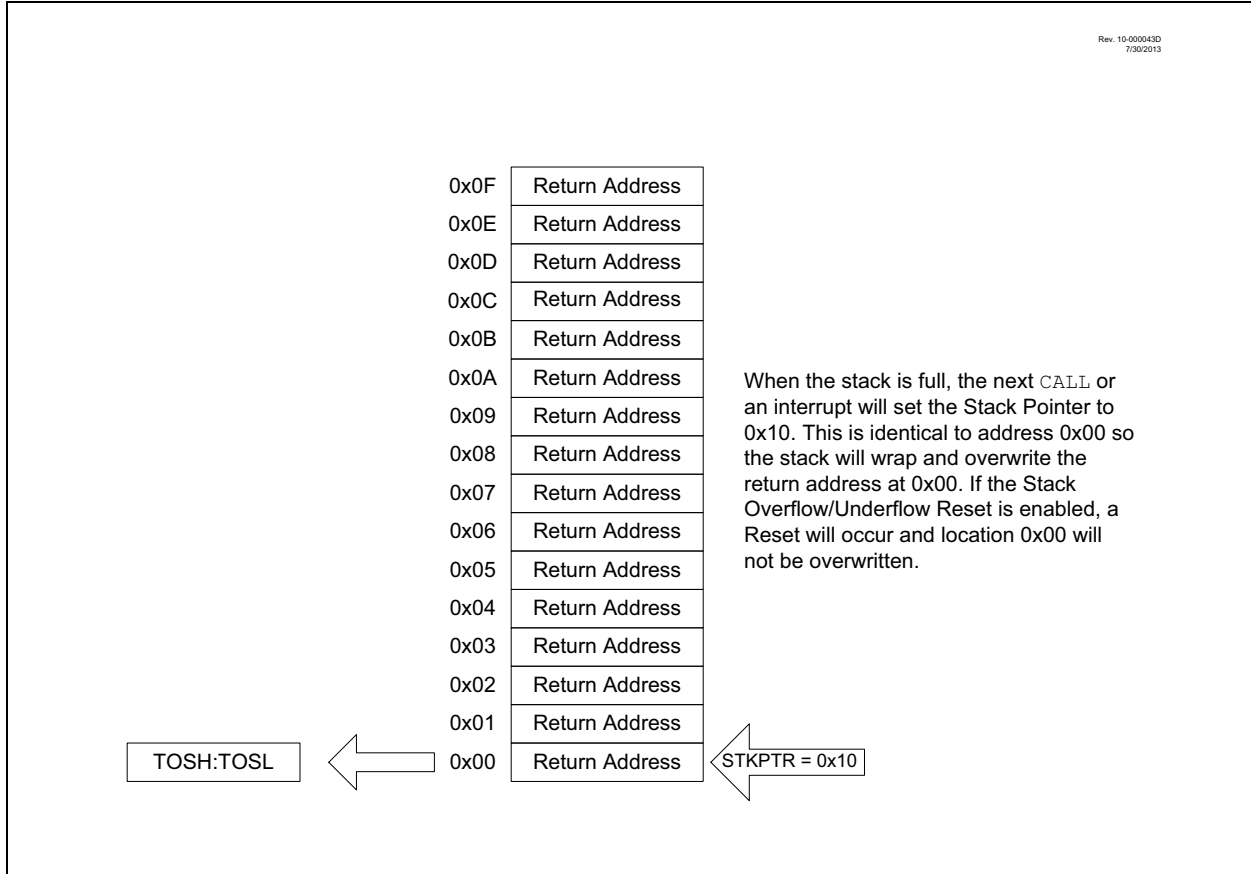 Rev. 10-000043D
7/30/2013
0x0F Return Address
0x0E Return Address
0x0D Return Address
0x0C Return Address
0x0B Return Address
0x0A Return Address
0x09 Return Address
0x08 Return Address
0x07 Return Address
0x06 Return Address
0x05 Return Address
0x04 Return Address
0x03 Return Address
0x02 Return Address
0x01 Return Address
TOSH:TOSL 0x00 Return Address STKPTR = 0x10
When the stack is full, the next CALL or
an interrupt will set the Stack Pointer to
0x10. This is identical to address 0x00 so
the stack will wrap and overwrite the
return address at 0x00. If the Stack
Overflow/Underflow Reset is enabled, a
Reset will occur and location 0x00 will
not be overwritten.